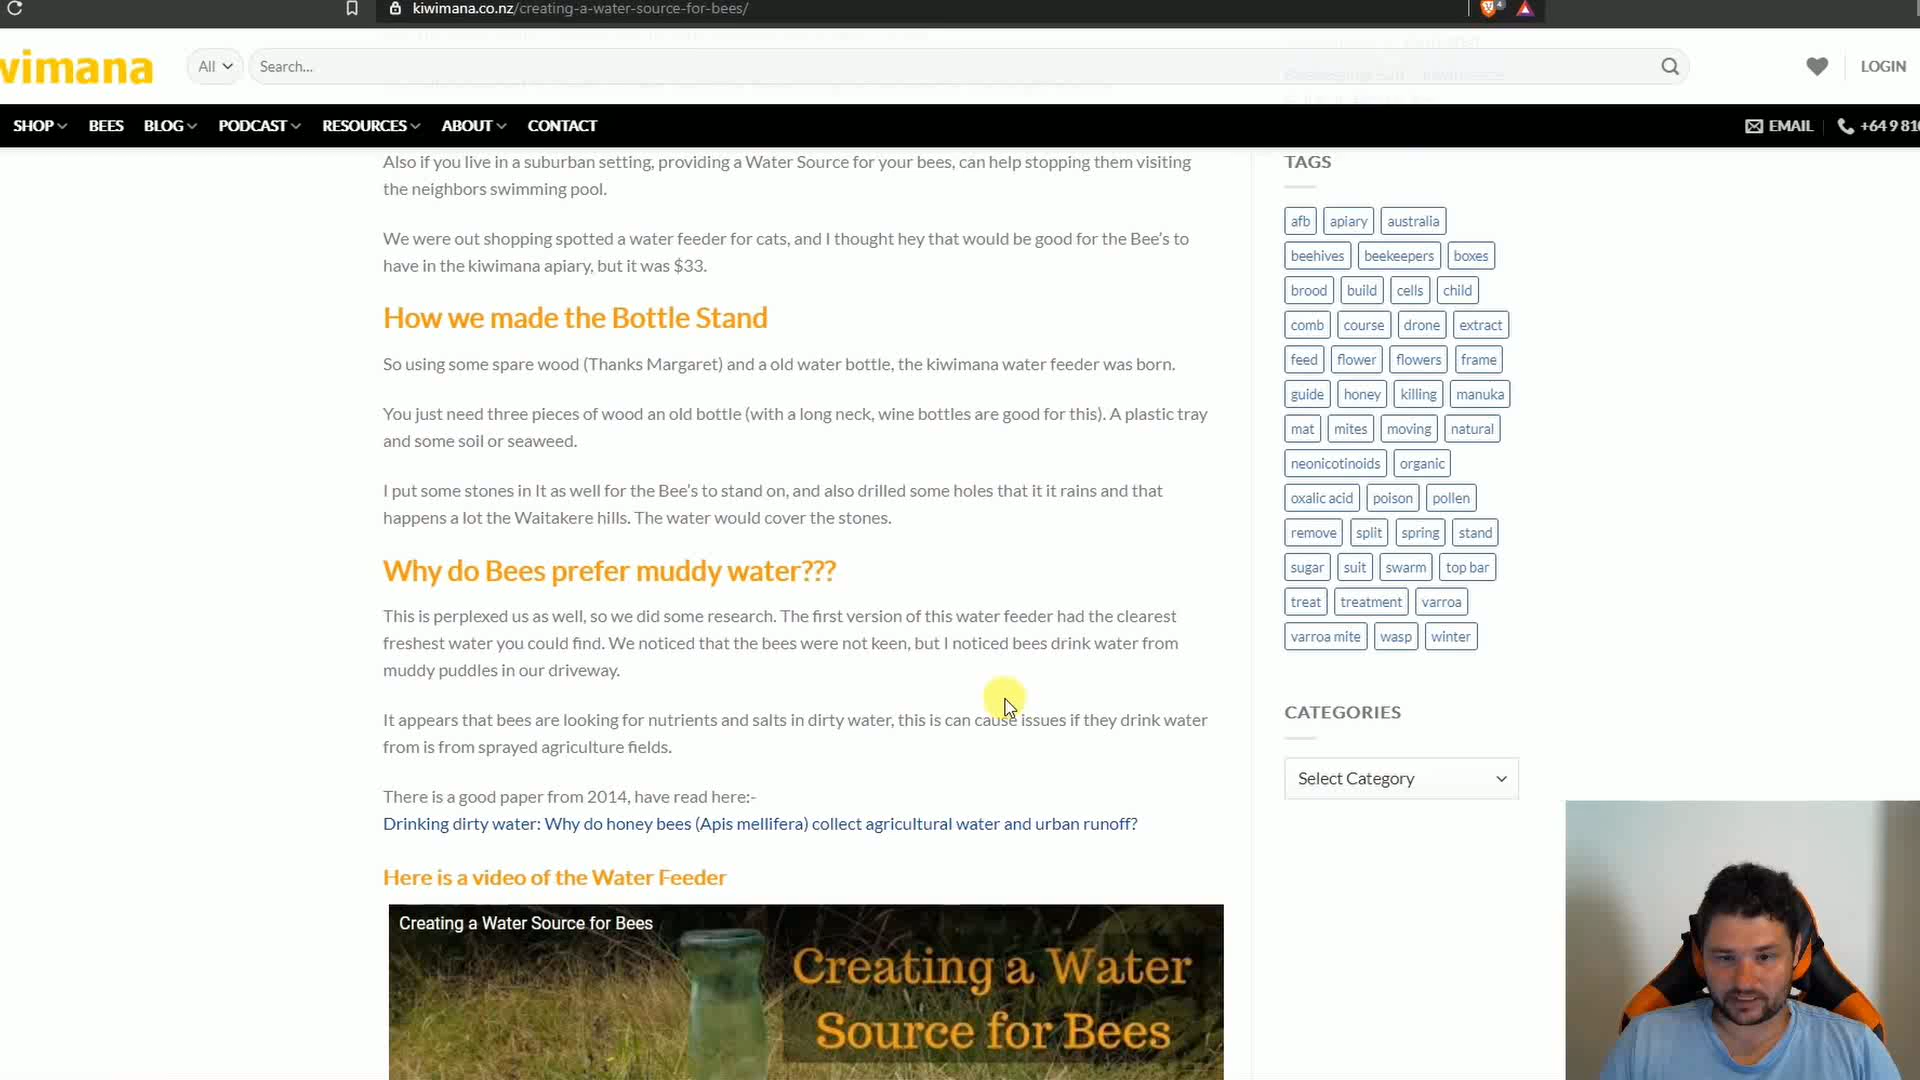 kiwimana.co.nz/creating-a-water-source-for-bees/
4
vimana
All
Search...
LOGIN
SHOP
BEES
BLOG
PODCAST
RESOURCES
ABOUT
CONTACT
EMAIL
+64 9 81
Also if you live in a suburban setting, providing a Water Source for your bees, can help stopping them visiting
the neighbors swimming pool.
We were out shopping spotted a water feeder for cats, and I thought hey that would be good for the Bee's to
have in the kiwimana apiary, but it was $33.
How we made the Bottle Stand
So using some spare wood (Thanks Margaret) and a old water bottle, the kiwimana water feeder was born.
You just need three pieces of wood an old bottle (with a long neck, wine bottles are good for this). A plastic tray
and some soil or seaweed.
I put some stones in It as well for the Bee's to stand on, and also drilled some holes that it it rains and that
happens a lot the Waitakere hills. The water would cover the stones.
Why do Bees prefer muddy water???
This is perplexed us as well, so we did some research. The first version of this water feeder had the clearest
freshest water you could find. We noticed that the bees were not keen, but I noticed bees drink water from
muddy puddles in our driveway.
It appears that bees are looking for nutrients and salts in dirty water, this is can cause issues if they drink water
from is from sprayed agriculture fields.
There is a good paper from 2014, have read here:-
Drinking dirty water: Why do honey bees (Apis mellifera) collect agricultural water and urban runoff?
Here is a video of the Water Feeder
Creating a Water Source for Bees
Creating a Water
Source for Bees
TAGS
afb apiary australia
beehives beekeepers boxes
brood build cells child
comb course drone extract
feed flower flowers frame
guide honey killing manuka
mat mites moving natural
neonicotinoids organic
oxalic acid poison pollen
remove split spring stand
sugar suit swarm top bar
treat treatment varroa
varroa mite wasp winter
CATEGORIES
Select Category